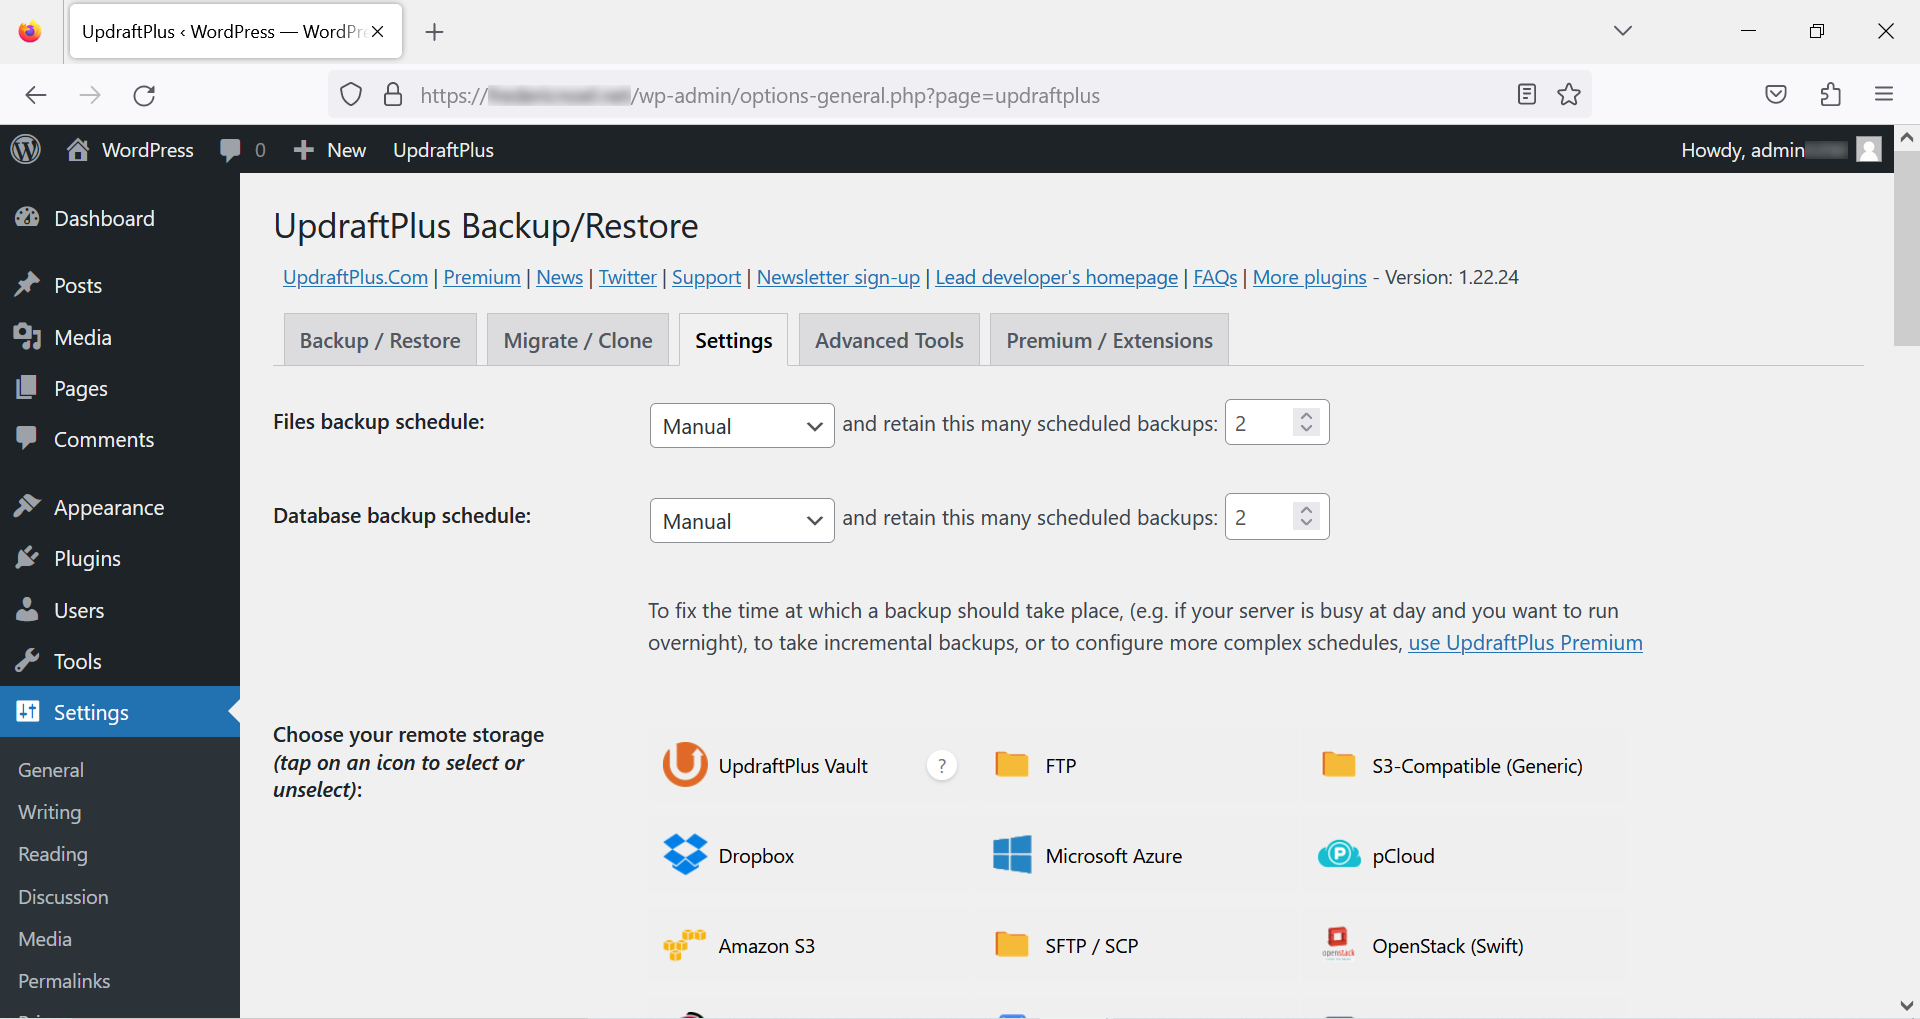 UpdraftPlus ‹ WordPress — WordPre
https:// /wp-admin/options-general.php?page=updraftplus
WordPress 0 New UpdraftPlus Howdy, admin
Dashboard
Posts
Media
Pages
Comments
Appearance
Plugins
Users
Tools
Settings
General
Writing
Reading
Discussion
Media
Permalinks
UpdraftPlus Backup/Restore
UpdraftPlus.Com | Premium | News | Twitter | Support | Newsletter sign-up | Lead developer's homepage | FAQs | More plugins - Version: 1.22.24
Backup / Restore Migrate / Clone Settings Advanced Tools Premium / Extensions
Files backup schedule: Manual and retain this many scheduled backups: 2
Database backup schedule: Manual and retain this many scheduled backups: 2
To fix the time at which a backup should take place, (e.g. if your server is busy at day and you want to run
overnight), to take incremental backups, or to configure more complex schedules, use UpdraftPlus Premium
Choose your remote storage
(tap on an icon to select or
unselect):
UpdraftPlus Vault ? FTP S3-Compatible (Generic)
Dropbox Microsoft Azure pCloud
Amazon S3 SFTP / SCP openstack OpenStack (Swift)